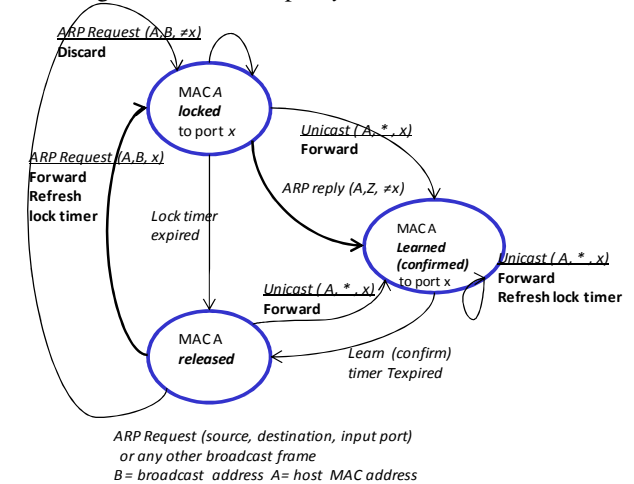 ARP Request (A,B, ≠x)
Discard
MAC A
locked
to port x
Unicast ( A, * , x)
Forward
ARP Request (A,B, x)
Forward
Refresh
lock timer
ARP reply (A,Z, ≠x)
Lock timer
expired
MAC A
Learned
(confirmed)
to port x
Unicast ( A, * , x)
Forward
Refresh lock timer
Unicast ( A, * , x)
Forward
MAC A
released
Learn (confirm)
timer Texpired
ARP Request (source, destination, input port)
or any other broadcast frame
B = broadcast address A= host MAC address